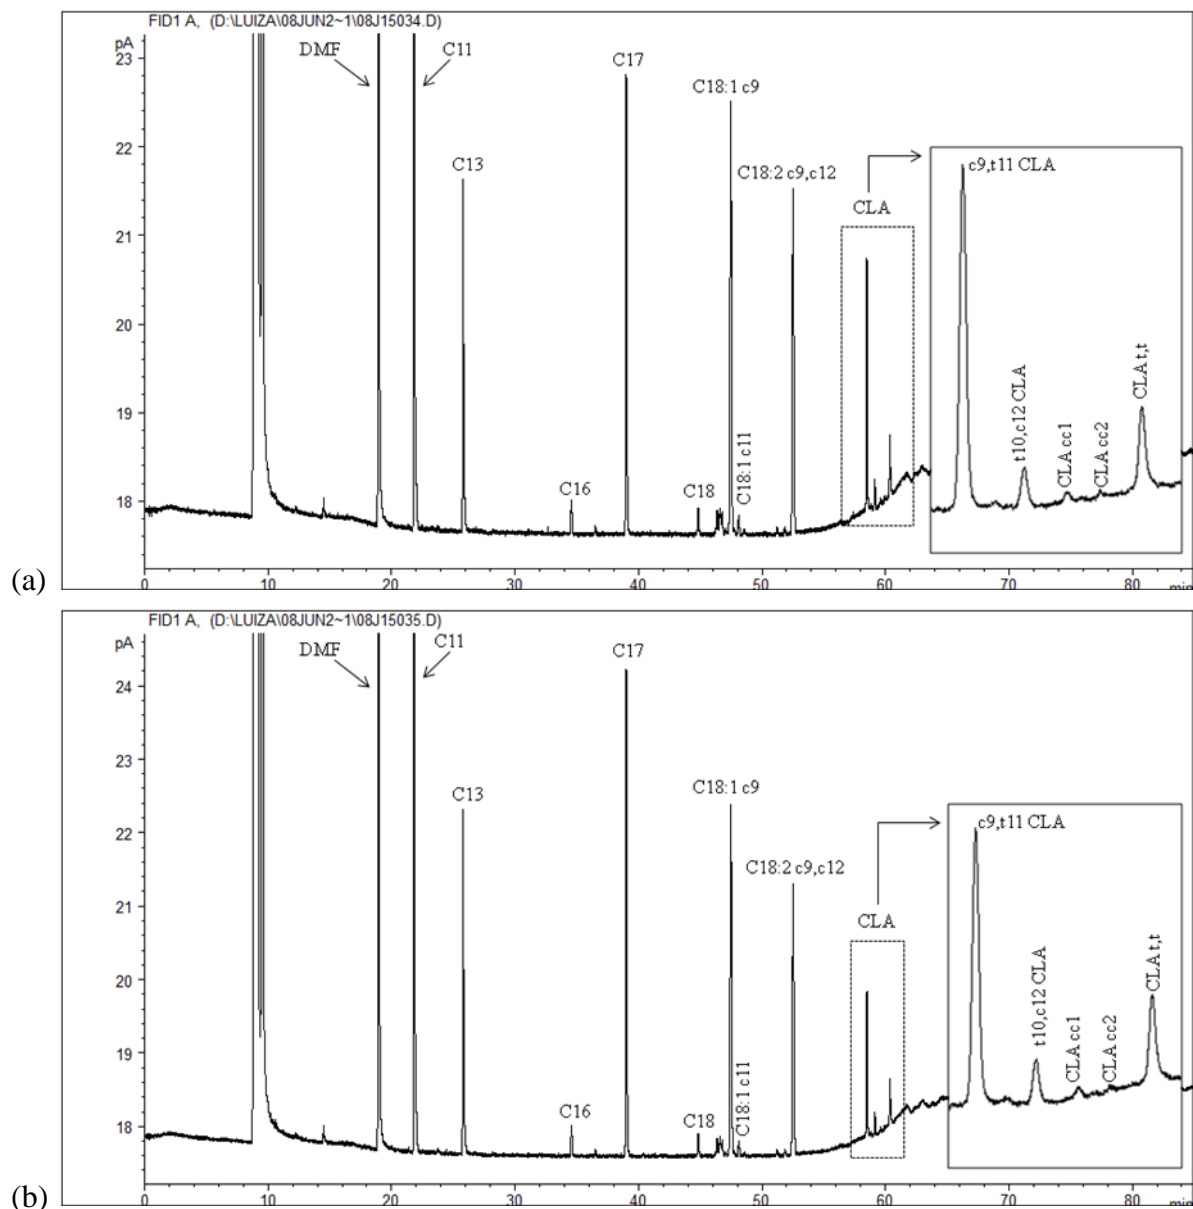 FID1 A, (D:\LUIZA\08JUN2~1\08J15034.D)
pA
DMF
C11
C17
C18:1 c9
C13
C18:2 c9,c12
CLA
c9,t11 CLA
t10,c12 CLA
CLA cc1
CLA cc2
CLA t,t
C16
C18
C18:1 c11
23
22
21
20
19
18
(a)
0 10 20 30 40 50 60 70 80 min
FID1 A, (D:\LUIZA\08JUN2~1\08J15035.D)
pA
DMF
C11
C17
C13
C18:1 c9
C18:2 c9,c12
CLA
c9,t11 CLA
t10,c12 CLA
CLA cc1
CLA cc2
CLA t,t
C16
C18
C18:1 c11
24
23
22
21
20
19
18
(b)
0 10 20 30 40 50 60 70 80